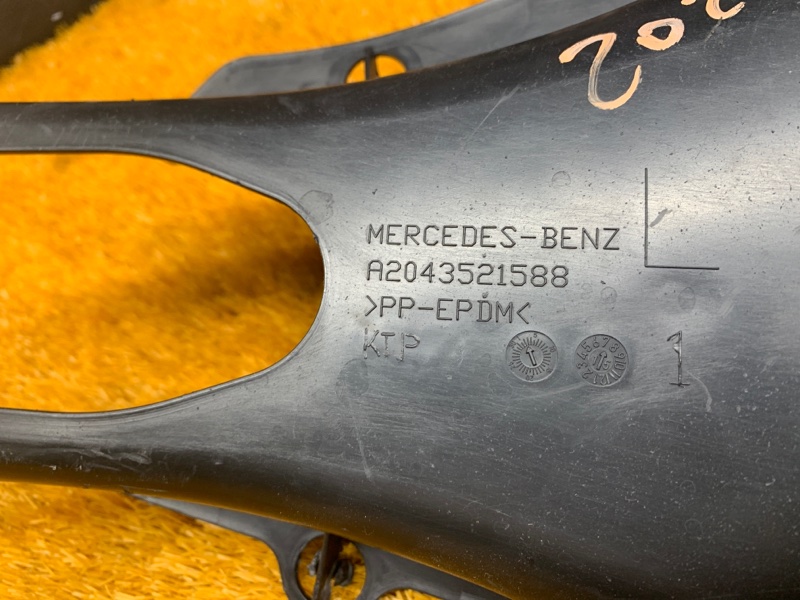 202
MERCEDES-BENZ
A2043521588
>PP-EPDM<
KTP
L
1